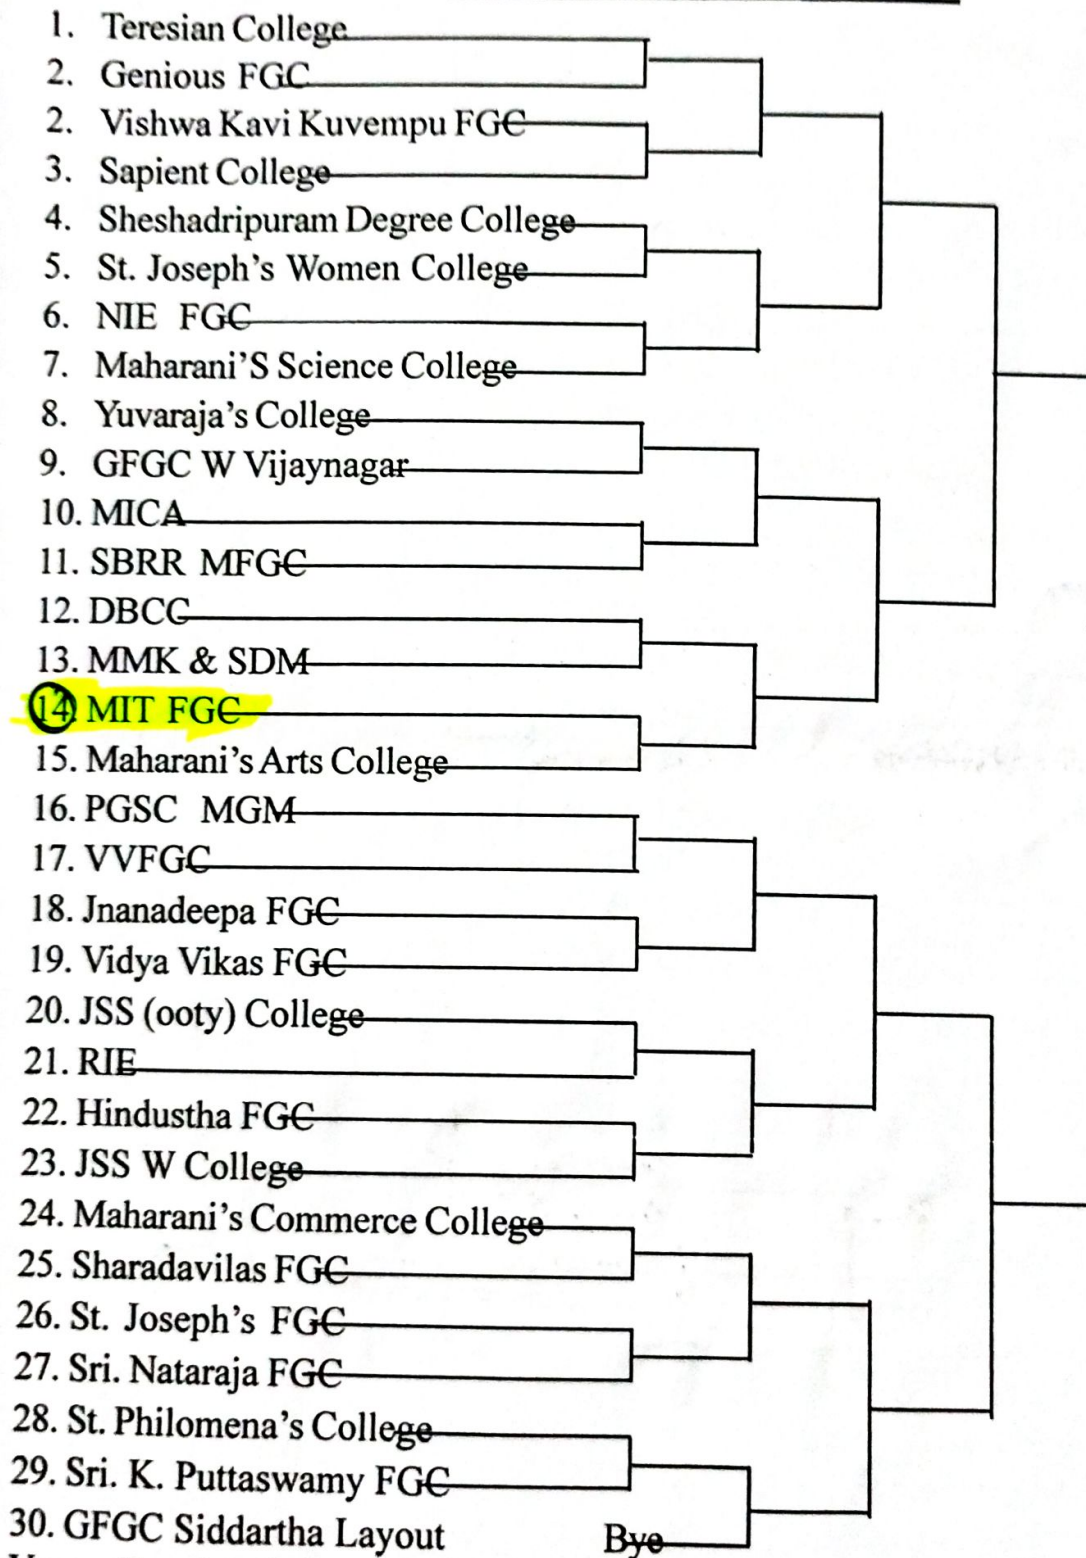 1. Teresian College
2. Genious FGC
2. Vishwa Kavi Kuvempu FGC
3. Sapient College
4. Sheshadripuram Degree College
5. St. Joseph's Women College
6. NIE FGC
7. Maharani'S Science College
8. Yuvaraja's College
9. GFGC W Vijaynagar
10. MICA
11. SBRR MFGC
12. DBCC
13. MMK & SDM
14. MIT FGC
15. Maharani's Arts College
16. PGSC MGM
17. VVFGC
18. Jnanadeepa FGC
19. Vidya Vikas FGC
20. JSS (ooty) College
21. RIE
22. Hindustha FGC
23. JSS W College
24. Maharani's Commerce College
25. Sharadavilas FGC
26. St. Joseph's FGC
27. Sri. Nataraja FGC
28. St. Philomena's College
29. Sri. K. Puttaswamy FGC
30. GFGC Siddartha Layout Bye